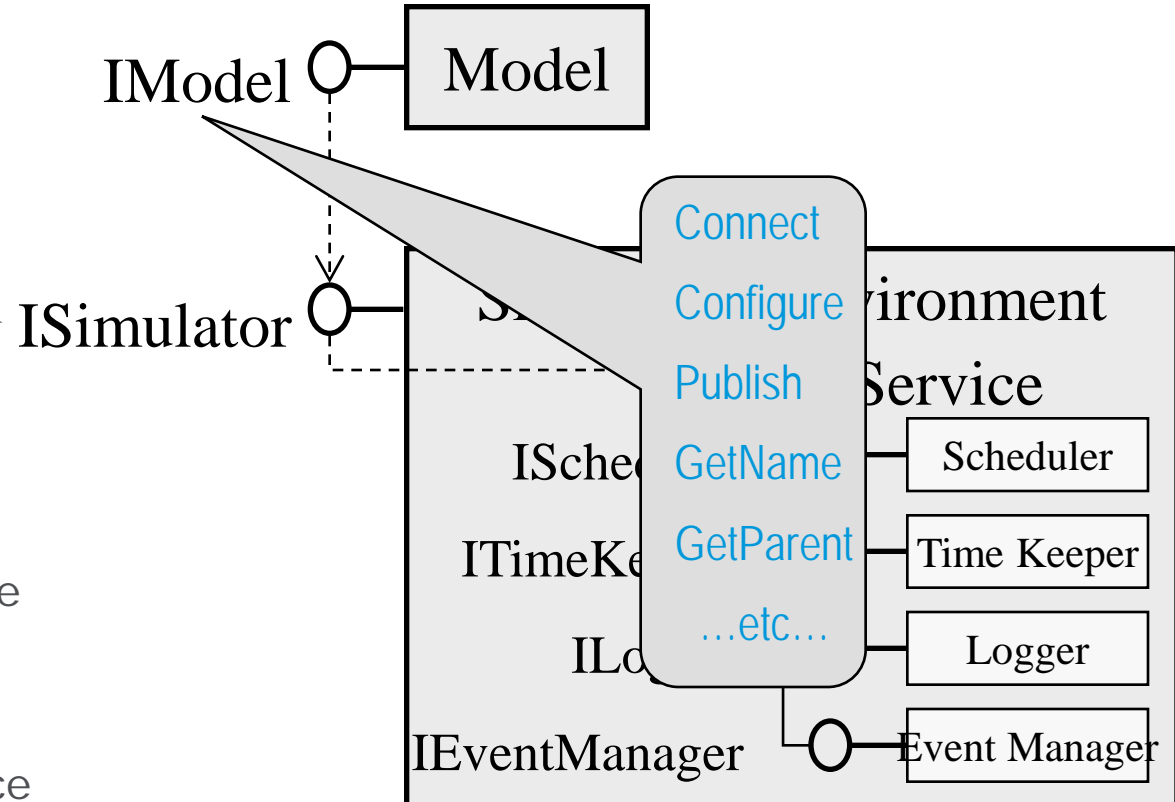 IModel
Model
Connect
Configure
Publish
GetName
GetParent
...etc...
ISimulator
Service
Scheduler
Time Keeper
Logger
IEventManager
Event Manager